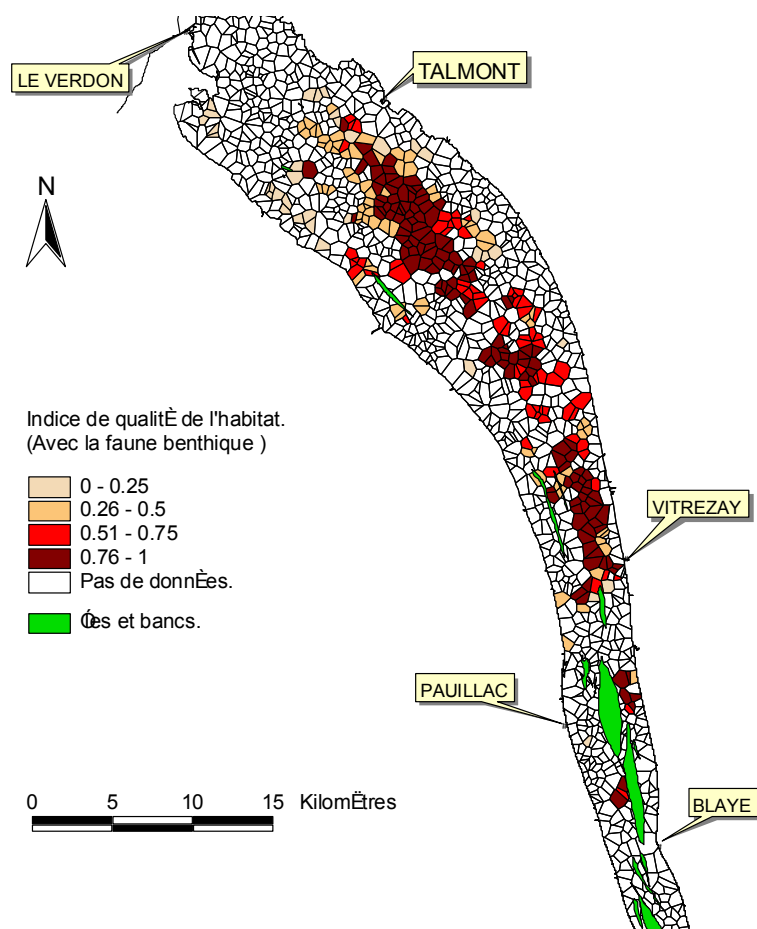 LE VERDON
TALMONT
N
Indice de qualitÈ de l'habitat.
(Avec la faune benthique )
0 - 0.25
0.26 - 0.5
0.51 - 0.75
0.76 - 1
Pas de donnÈes.
Œes et bancs.
VITREZAY
PAUILLAC
0 5 10 15 KilomËtres
BLAYE